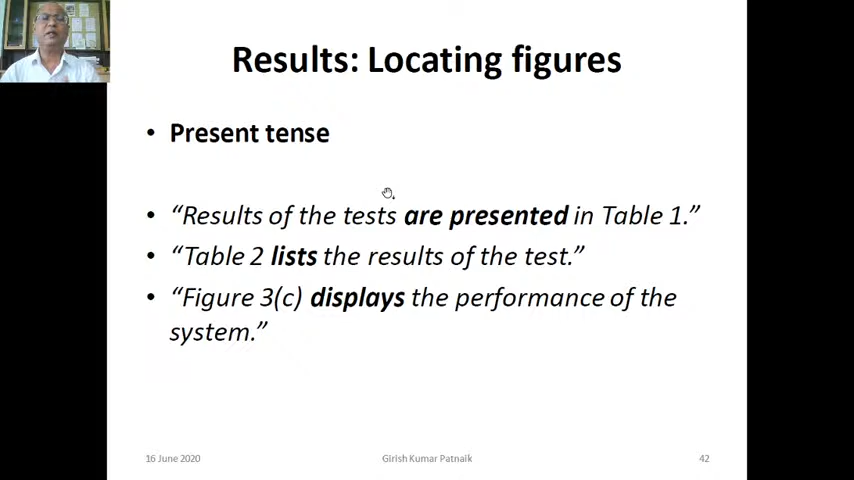 Results: Locating figures
• Present tense
• “Results of the tests are presented in Table 1.”
• “Table 2 lists the results of the test.”
• “Figure 3(c) displays the performance of the
system.”
16 June 2020
Girish Kumar Patnaik
42